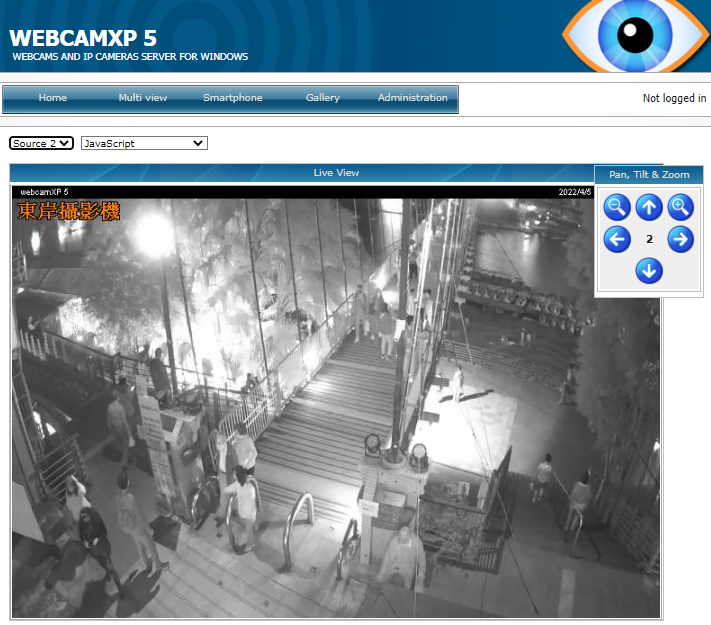 WEBCAMXP 5
WEBCAMS AND IP CAMERAS SERVER FOR WINDOWS
Home Multi view Smartphone Gallery Administration
Not logged in
Source 2 JavaScript
Live View
Pan, Tilt & Zoom
webcamXP 5 2022/4/5
東岸攝影機
2